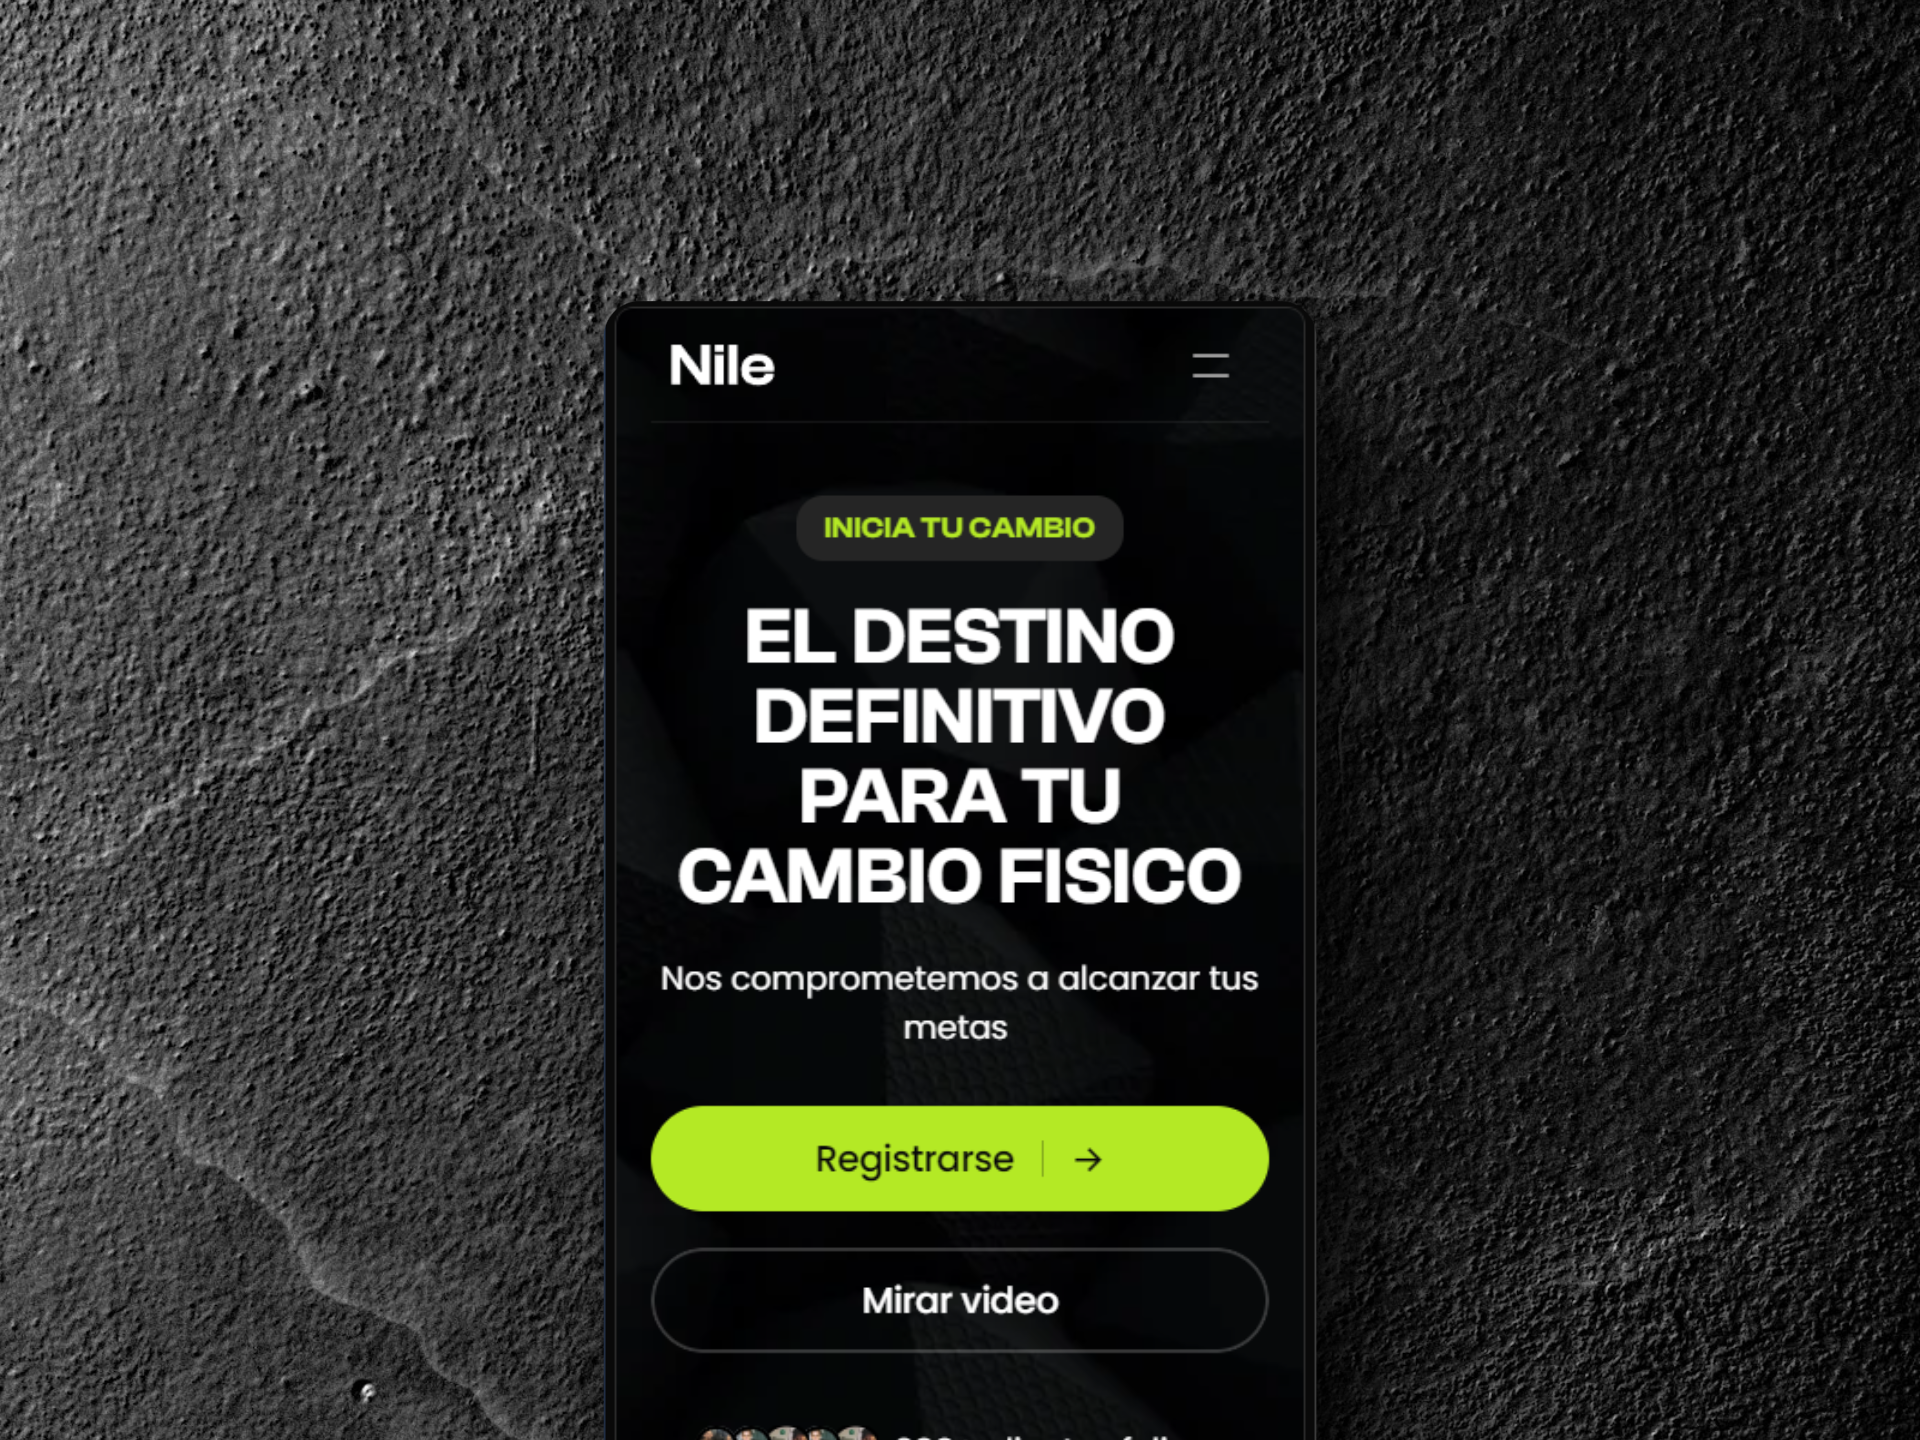 Nile
INICIA TU CAMBIO
EL DESTINO
DEFINITIVO
PARA TU
CAMBIO FISICO
Nos comprometemos a alcanzar tus
metas
Registrarse
Mirar video